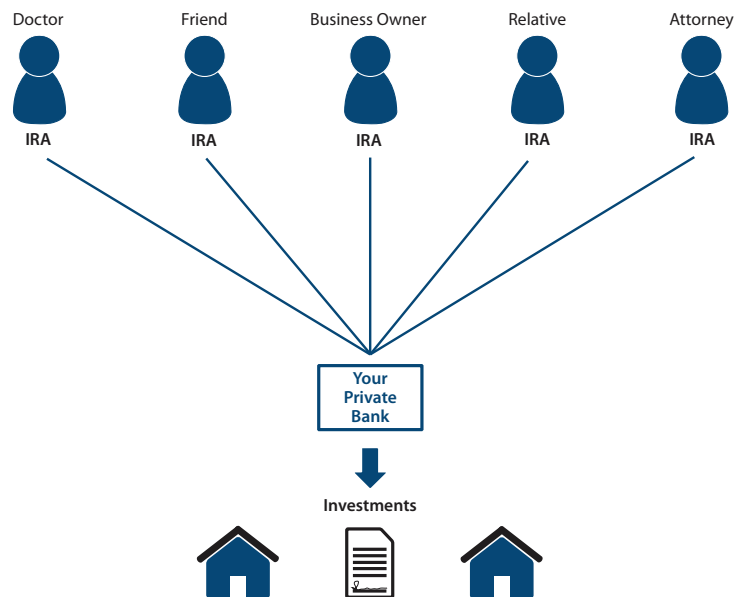 Doctor
Friend
Business Owner
Relative
Attorney
IRA
IRA
IRA
IRA
IRA
Your
Private
Bank
Investments